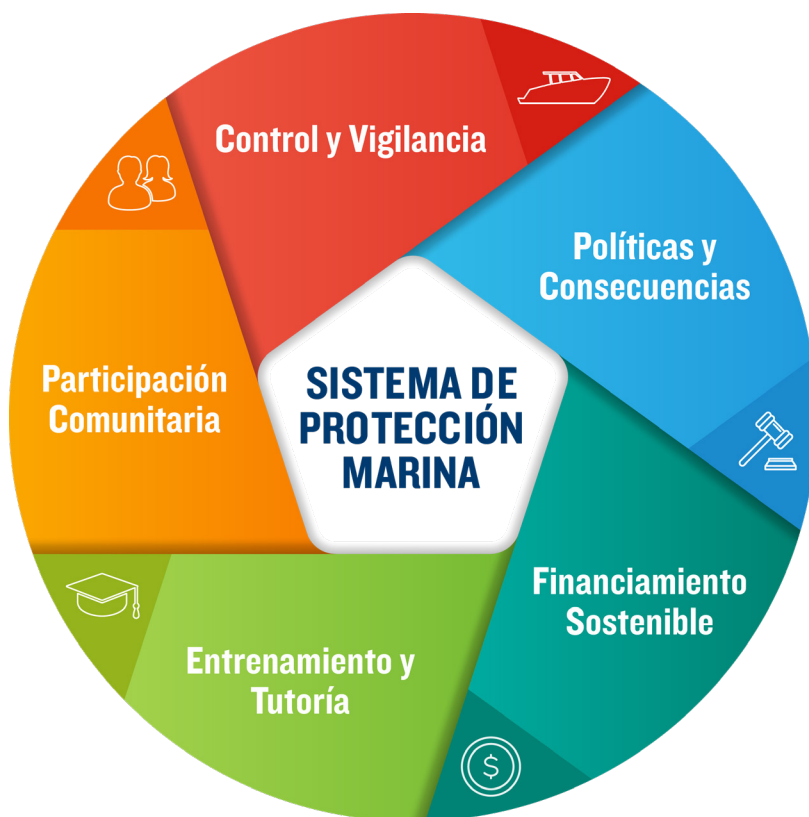 Control y Vigilancia
Políticas y
Consecuencias
Participación
Comunitaria
SISTEMA DE
PROTECCIÓN
MARINA
Financiamiento
Sostenible
Entrenamiento y
Tutoría
$